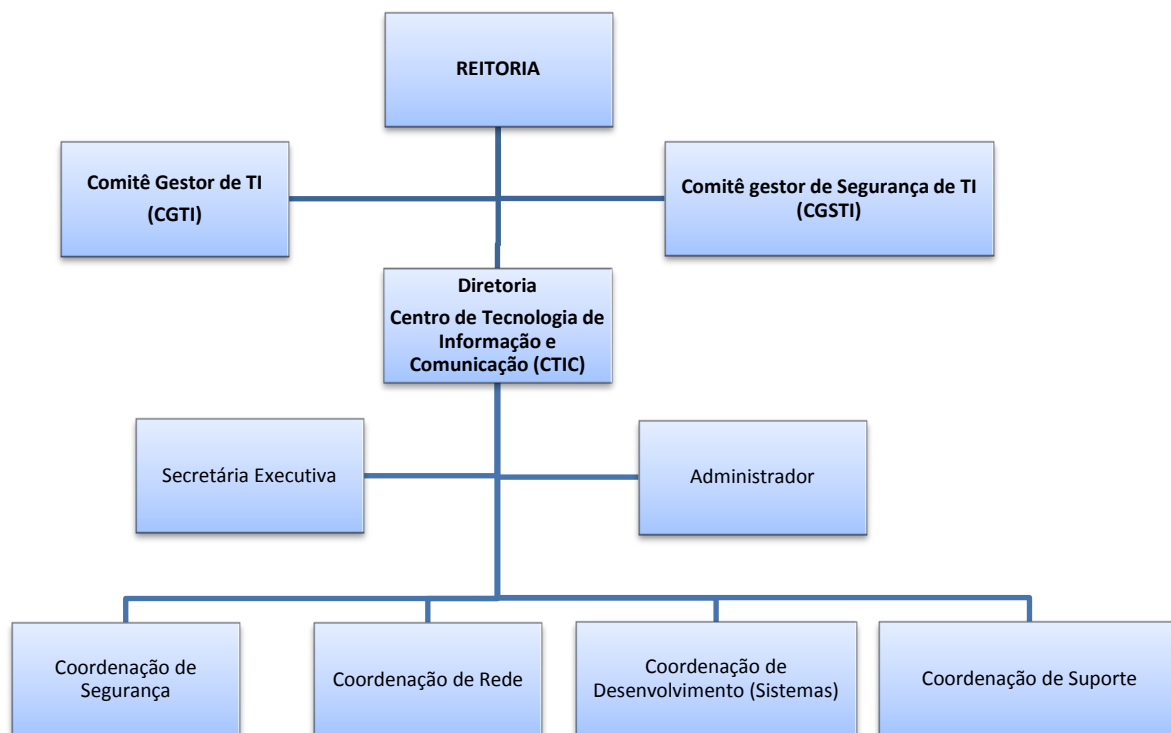 REITORIA
Comitê Gestor de TI
(CGTI)
Comitê gestor de Segurança de TI
(CGSTI)
Diretoria
Centro de Tecnologia de
Informação e
Comunicação (CTIC)
Secretária Executiva
Administrador
Coordenação de
Segurança
Coordenação de Rede
Coordenação de
Desenvolvimento (Sistemas)
Coordenação de Suporte